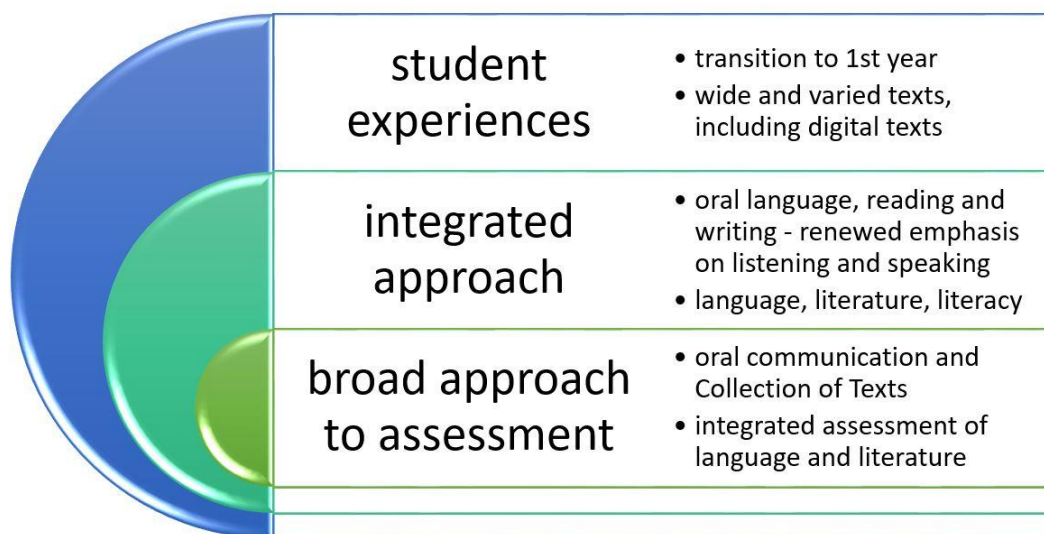 student
experiences
• transition to 1st year
• wide and varied texts,
including digital texts
integrated
approach
• oral language, reading and
writing - renewed emphasis
on listening and speaking
• language, literature, literacy
broad approach
to assessment
• oral communication and
Collection of Texts
• integrated assessment of
language and literature